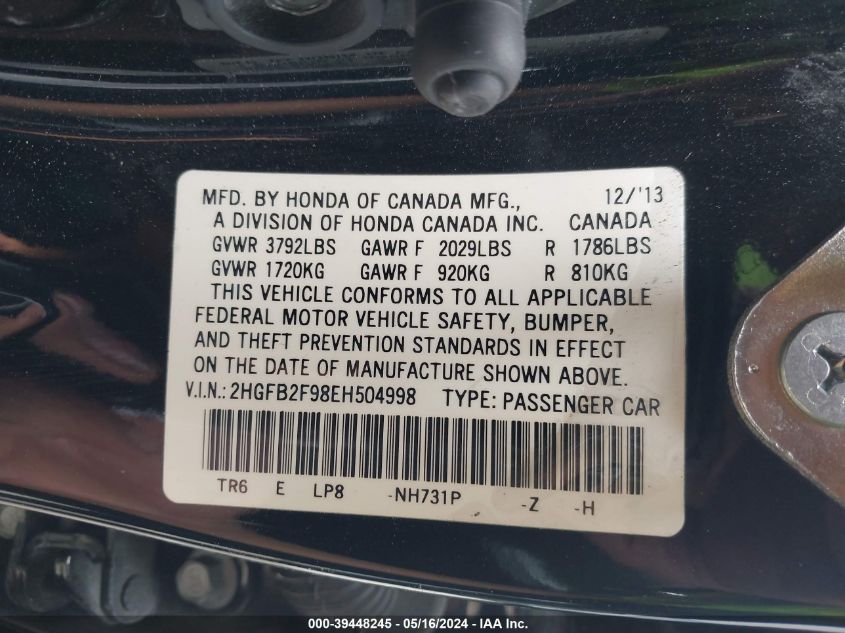 MFD. BY HONDA OF CANADA MFG., 12/'13
A DIVISION OF HONDA CANADA INC. CANADA
GVWR 3792LBS GAWR F 2029LBS R 1786LBS
GVWR 1720KG GAWR F 920KG R 810KG
THIS VEHICLE CONFORMS TO ALL APPLICABLE
FEDERAL MOTOR VEHICLE SAFETY, BUMPER,
AND THEFT PREVENTION STANDARDS IN EFFECT
ON THE DATE OF MANUFACTURE SHOWN ABOVE.
V.I.N.: 2HGFB2F98EH504998 TYPE: PASSENGER CAR
TR6 E LP8 -NH731P -Z -H
000-39448245 - 05/16/2024 - IAA Inc.